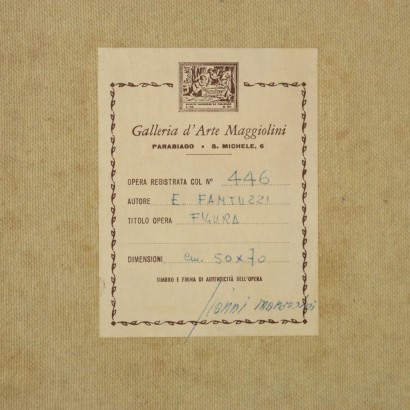 Galleria d'Arte Maggiolini
PARABIAGO • S. MICHELE, 6
OPERA REGISTRATA COL N° 446
AUTORE E. FANTUZZI
TITOLO OPERA FIGURA
DIMENSIONI cm. 50x70
TIMBRO E FIRMA DI AUTENTICITÀ DELL'OPERA